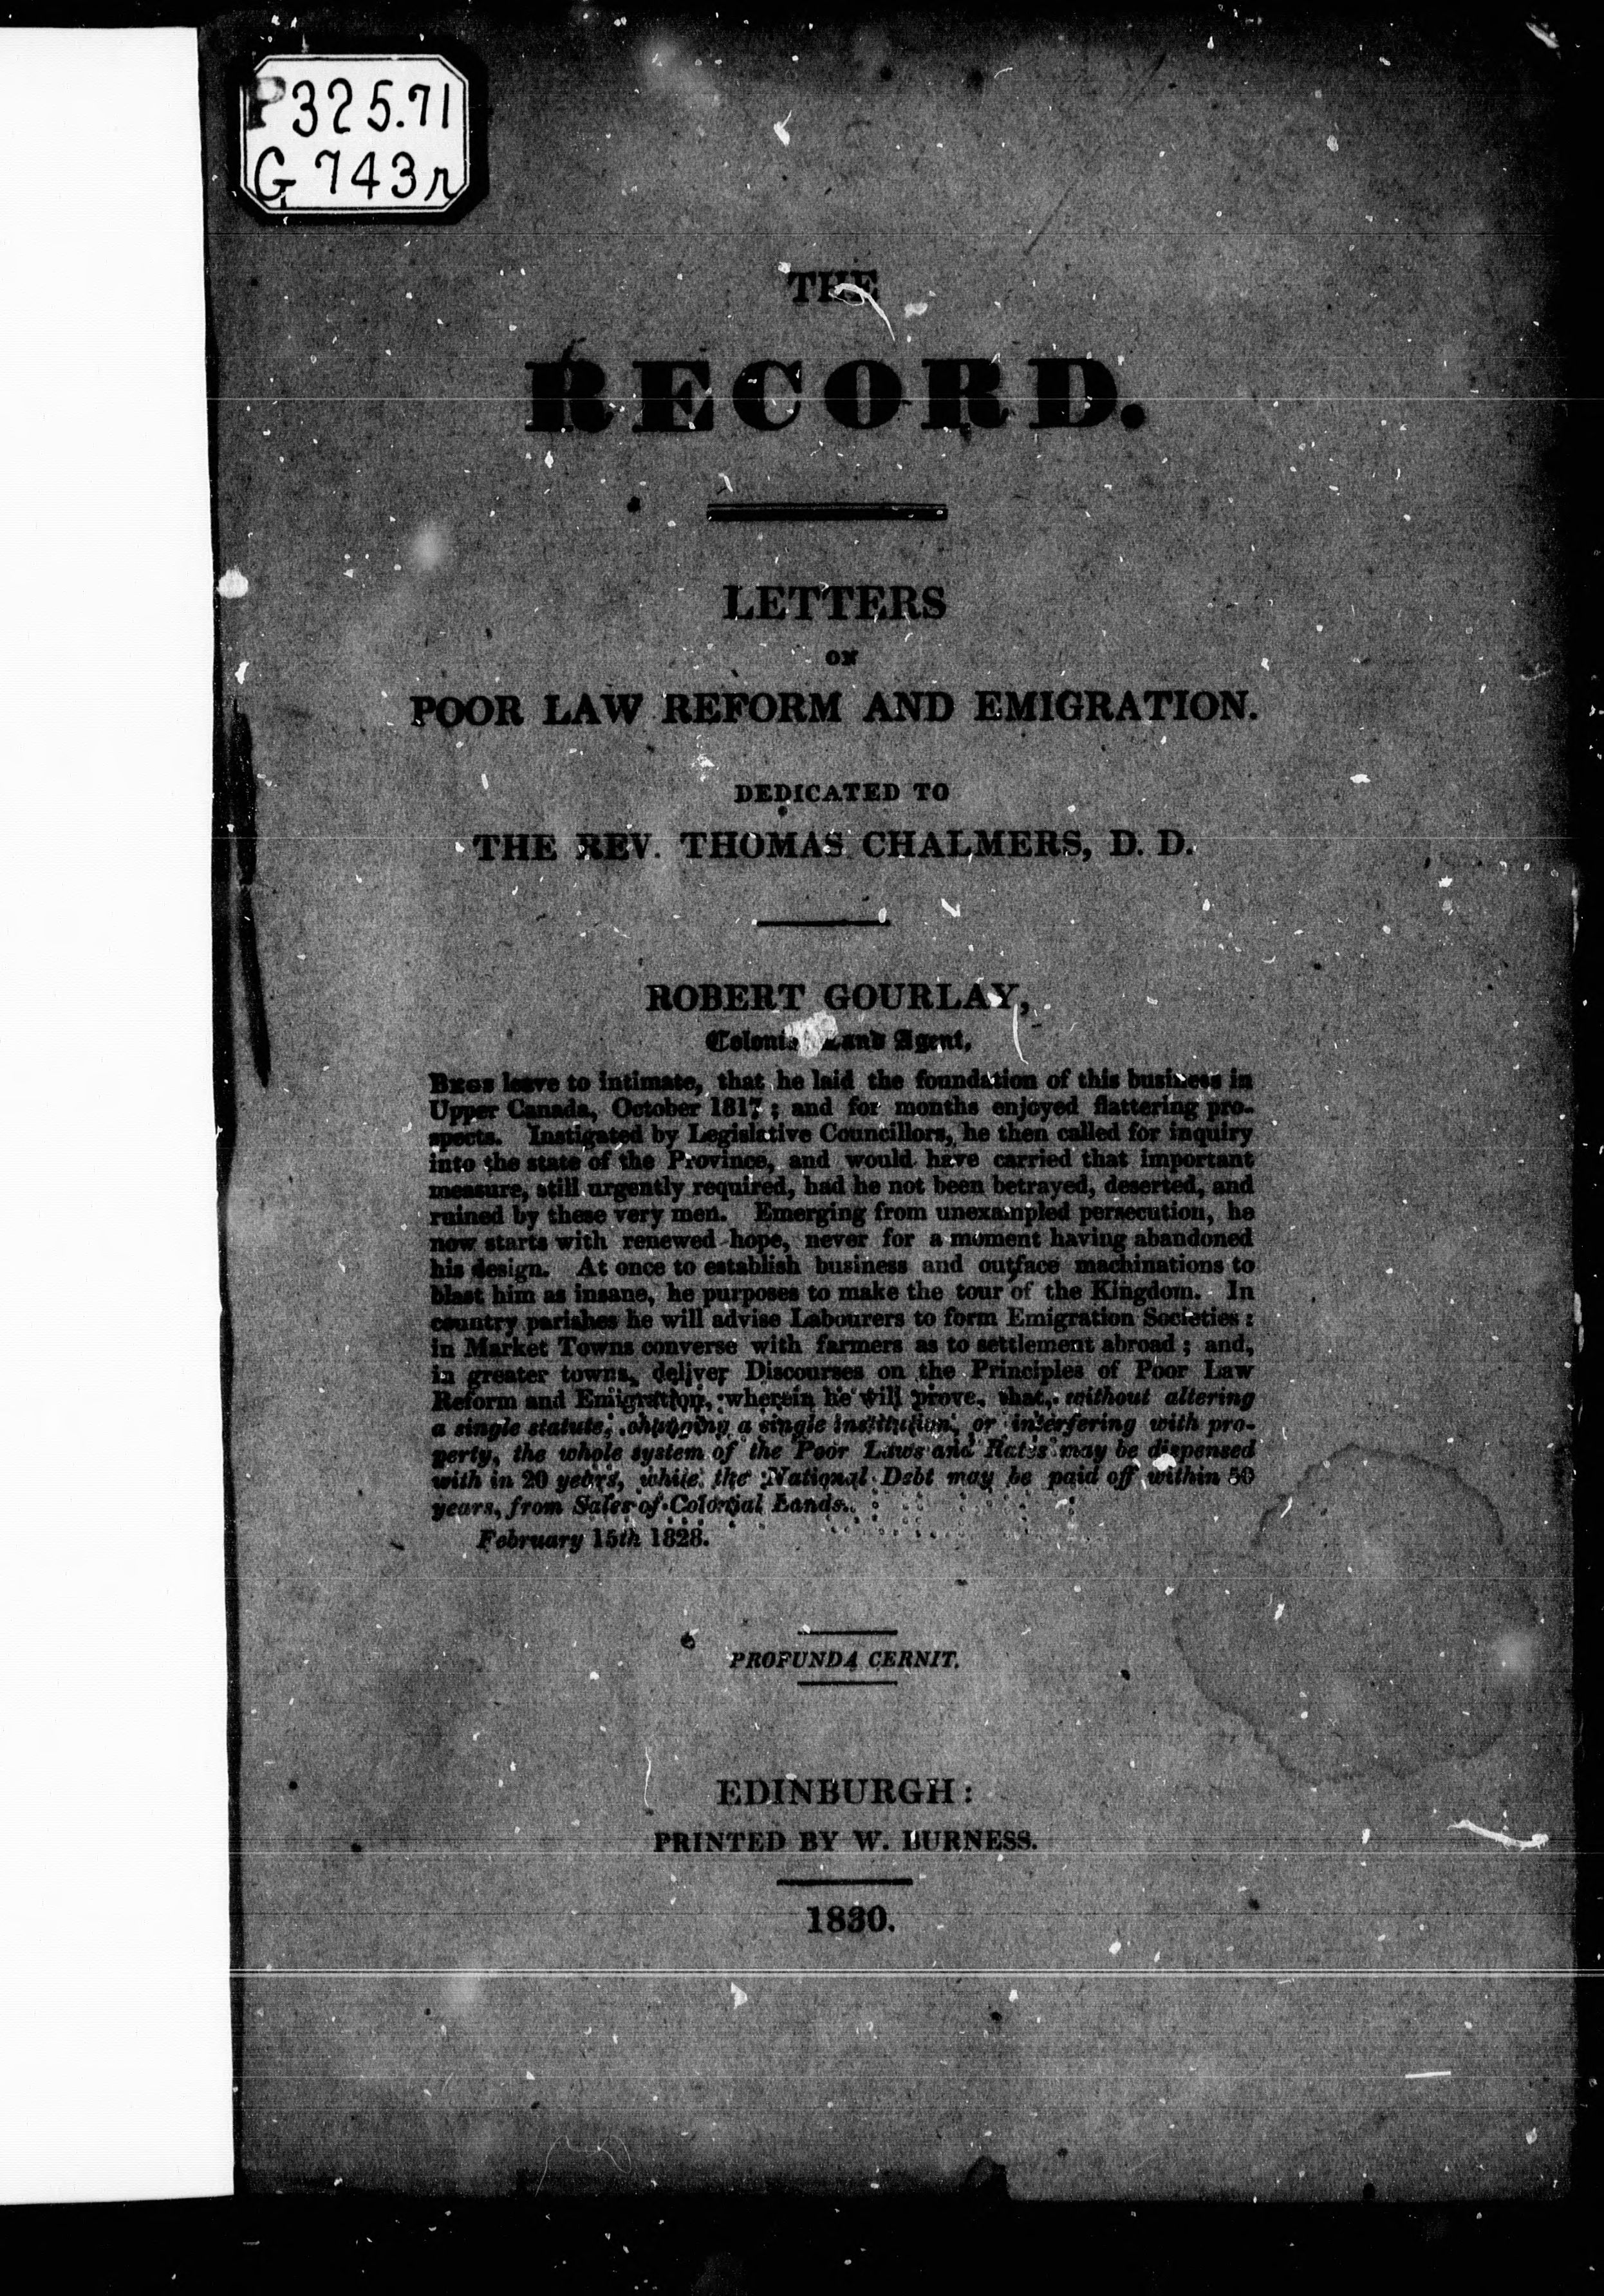 P325.71
G743r
THE
RECORD.
LETTERS
ON
POOR LAW REFORM AND EMIGRATION.
DEDICATED TO
THE REV. THOMAS CHALMERS, D. D.
ROBERT GOURLAY,
Agent,
BEGS leave to intimate, that he laid the foundation of this business in
Upper Canada, October 1817; and for months enjoyed flattering pro-
spects. Instigated by Legislative Councillors, he then called for inquiry
into the state of the Province, and would have carried that important
measure, still urgently required, had he not been betrayed, deserted, and
ruined by these very men. Emerging from unexampled persecution, he
now starts with renewed hope, never for a moment having abandoned
his design. At once to establish business and outface machinations to
blast him as insane, he purposes to make the tour of the Kingdom. In
country parishes he will advise Labourers to form Emigration Societies:
in Market Towns converse with farmers as to settlement abroad; and,
in greater towns, deliver Discourses on the Principles of Poor Law
Reform and Emigration, wherein he will prove, that, without altering
a single statute, changing a single institution, or interfering with pro-
perty, the whole system of the Poor Laws and Rates may be dispensed
with in 20 years, while the National Debt may be paid off within 50
years, from Sales of Colonial Lands.
February 15th 1828.
PROFUNDA CERNIT.
EDINBURGH:
PRINTED BY W. BURNESS.
1830.